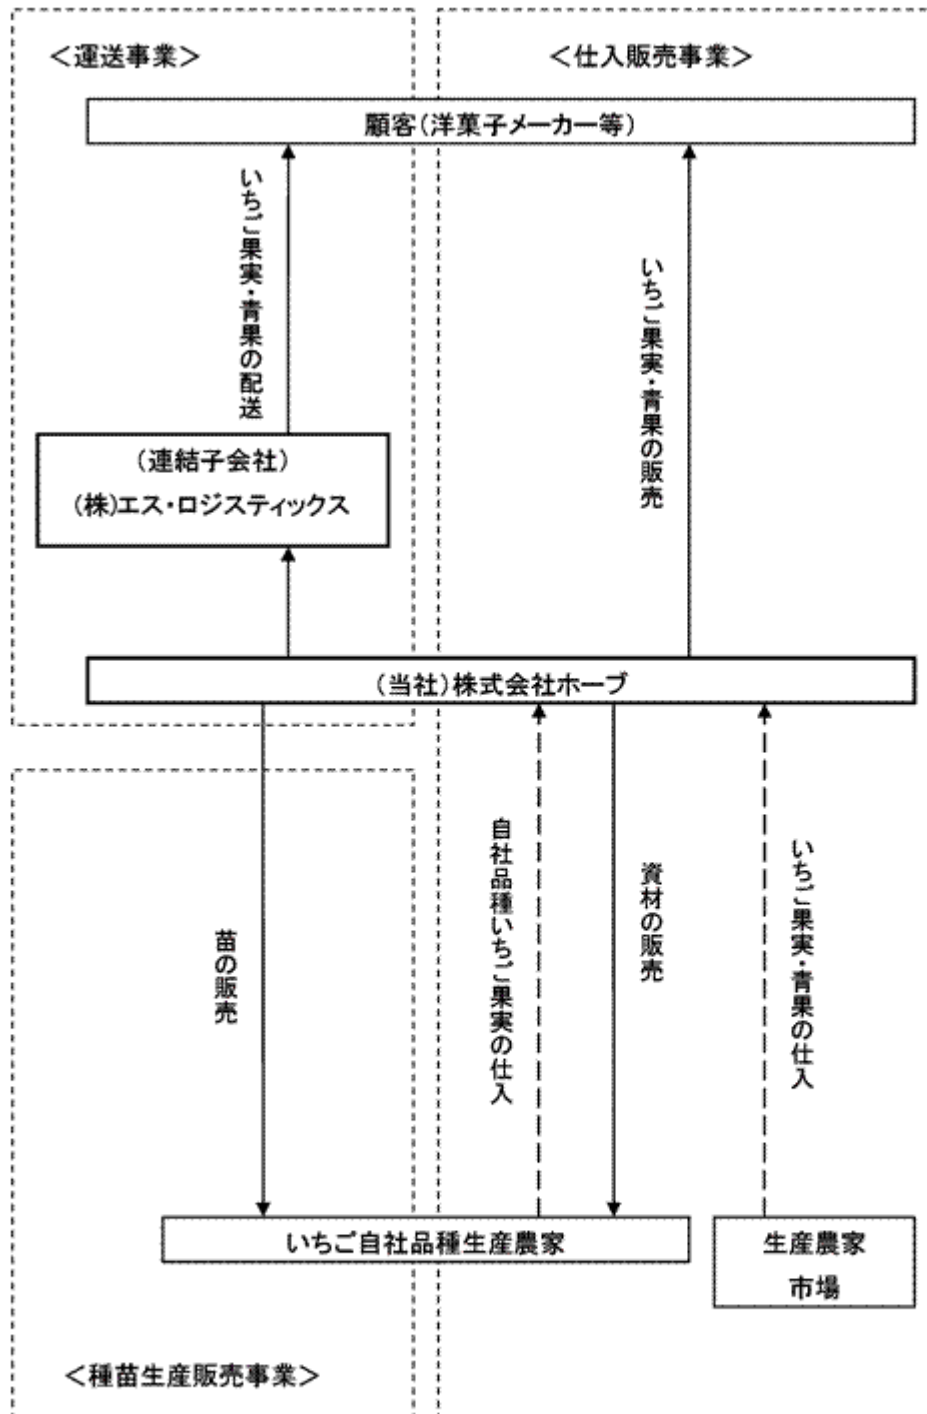 ＜運送事業＞
＜仕入販売事業＞
顧客(洋菓子メーカー等)
いちご果実・青果の配送
いちご果実・青果の販売
(連結子会社)
(株)エス・ロジスティックス
(当社)株式会社ホーブ
苗の販売
自社品種いちご果実の仕入
資材の販売
いちご果実・青果の仕入
いちご自社品種生産農家
生産農家
市場
＜種苗生産販売事業＞